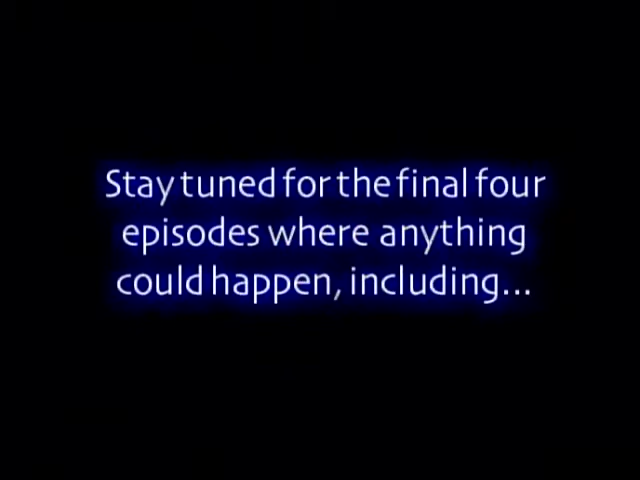 Stay tuned for the final four
episodes where anything
could happen, including...